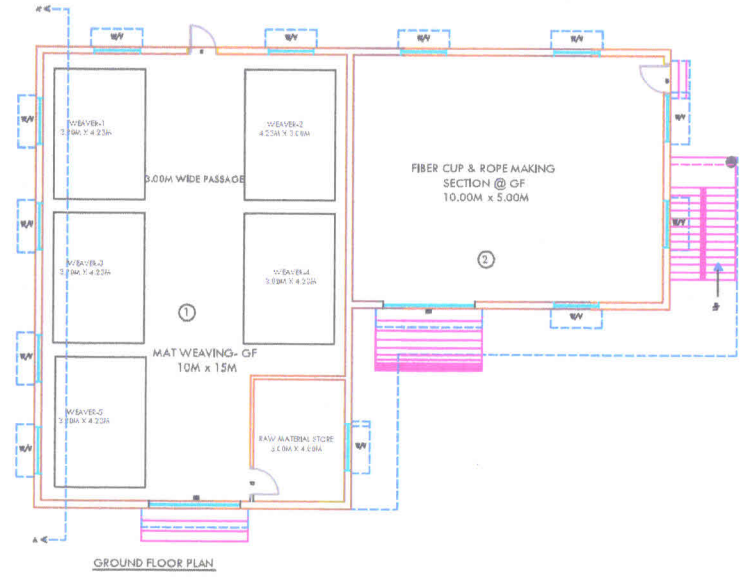 W/V
W/V
W/V
W/V
WEAVER-1
WEAVER-2
W/V
W/V
3.00M WIDE PASSAGE
FIBER CUP & ROPE MAKING
SECTION @ GF
10.00M x 5.00M
W/V
W/V
WEAVER-3
WEAVER-4
2
1
W/V
MAT WEAVING- GF
10M x 15M
W/V
WEAVER-5
RAW MATERIAL STORE
W/V
W/V
A
GROUND FLOOR PLAN